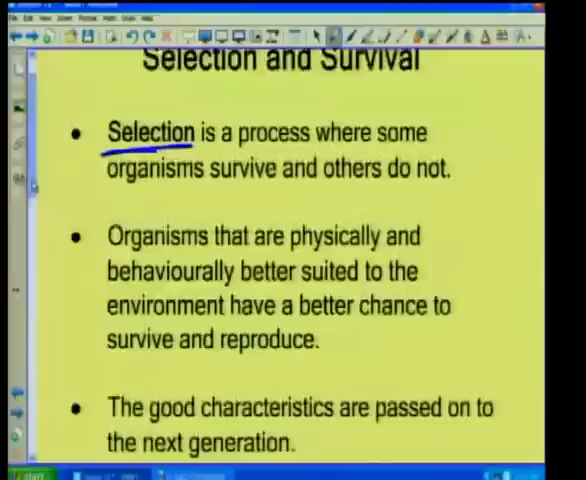 Selection and Survival
• Selection is a process where some
organisms survive and others do not.
• Organisms that are physically and
behaviourally better suited to the
environment have a better chance to
survive and reproduce.
• The good characteristics are passed on to
the next generation.